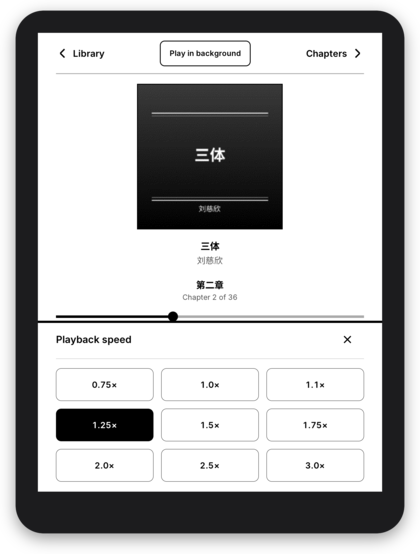 Library
Play in background
Chapters
三体
刘慈欣
三体
刘慈欣
第二章
Chapter 2 of 36
Playback speed
0.75×
1.0×
1.1×
1.25×
1.5×
1.75×
2.0×
2.5×
3.0×